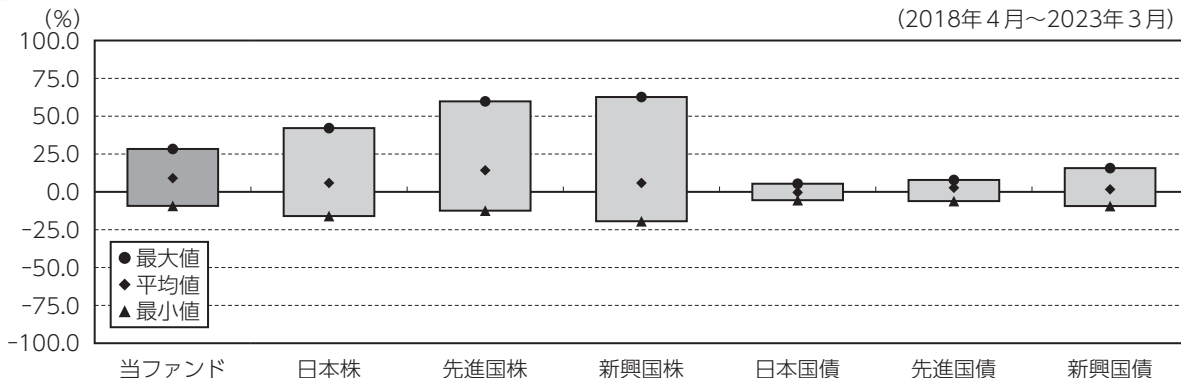 (%)
(2018年4月～2023年3月)
100.0
75.0
50.0
25.0
0.0
-25.0
-50.0
-75.0
-100.0
●最大値
◆平均値
▲最小値
当ファンド 日本株 先進国株 新興国株 日本国債 先進国債 新興国債